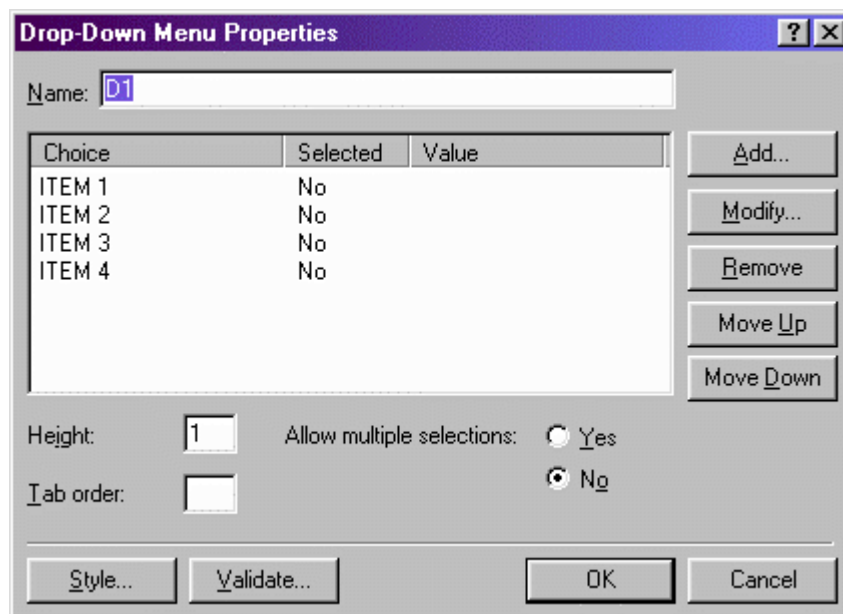 Drop-Down Menu Properties
Name: D1
Choice Selected Value
ITEM 1 No
ITEM 2 No
ITEM 3 No
ITEM 4 No
Add...
Modify...
Remove
Move Up
Move Down
Height: 1 Allow multiple selections: Yes
No
Tab order:
Style... Validate... OK Cancel